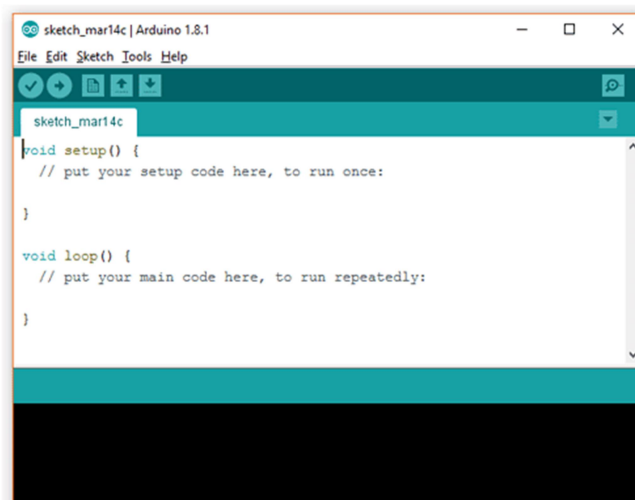 sketch_mar14c | Arduino 1.8.1
File Edit Sketch Tools Help
sketch_mar14c
void setup() {
  // put your setup code here, to run once:
}
void loop() {
  // put your main code here, to run repeatedly:
}